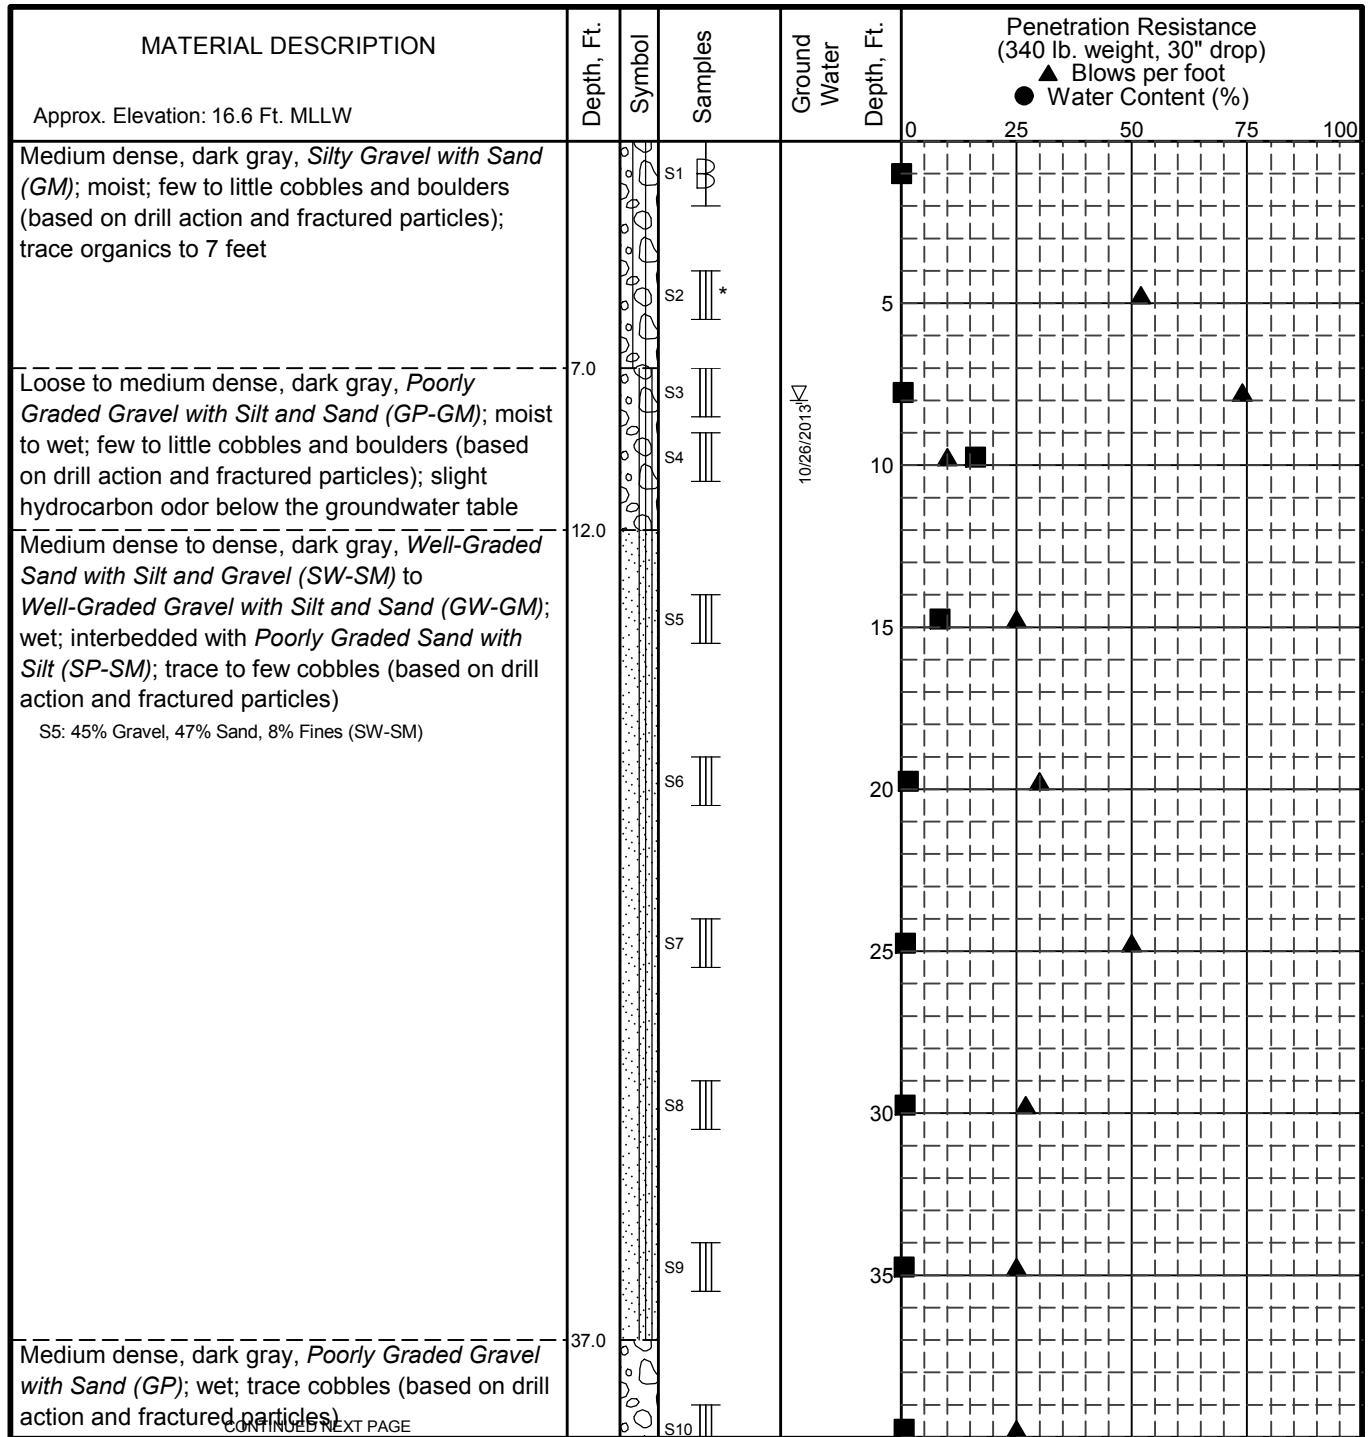 MATERIAL DESCRIPTION
Approx. Elevation: 16.6 Ft. MLLW
Depth, Ft.
Symbol
Samples
Ground
Water
Depth, Ft.
Penetration Resistance
(340 lb. weight, 30" drop)
▲ Blows per foot
● Water Content (%)
0 25 50 75 100
Medium dense, dark gray, Silty Gravel with Sand
(GM); moist; few to little cobbles and boulders
(based on drill action and fractured particles);
trace organics to 7 feet
7.0
Loose to medium dense, dark gray, Poorly
Graded Gravel with Silt and Sand (GP-GM); moist
to wet; few to little cobbles and boulders (based
on drill action and fractured particles); slight
hydrocarbon odor below the groundwater table
12.0
Medium dense to dense, dark gray, Well-Graded
Sand with Silt and Gravel (SW-SM) to
Well-Graded Gravel with Silt and Sand (GW-GM);
wet; interbedded with Poorly Graded Sand with
Silt (SP-SM); trace to few cobbles (based on drill
action and fractured particles)
S5: 45% Gravel, 47% Sand, 8% Fines (SW-SM)
37.0
Medium dense, dark gray, Poorly Graded Gravel
with Sand (GP); wet; trace cobbles (based on drill
action and fractured particles)
CONTINUED NEXT PAGE
S1
S2 *
S3
S4
S5
S6
S7
S8
S9
S10
10/26/2013
5
10
15
20
25
30
35